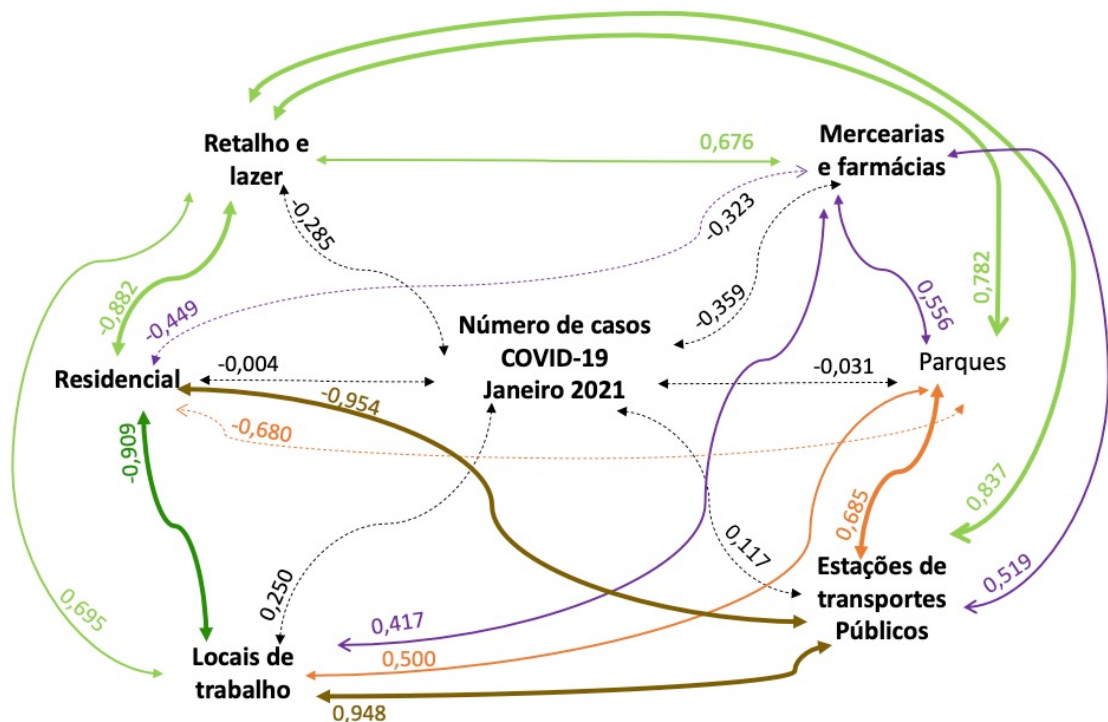 Retalho e
lazer
0,676
Mercearias
e farmácias
-0,285
-0,323
-0,359
0,782
-0,882
-0,449
0,556
Número de casos
COVID-19
Janeiro 2021
Residencial
-0,004
-0,031
Parques
-0,954
-0,680
-0,909
0,685
0,837
0,117
Estações de
transportes
Públicos
0,519
0,250
0,695
0,417
0,500
Locais de
trabalho
0,948